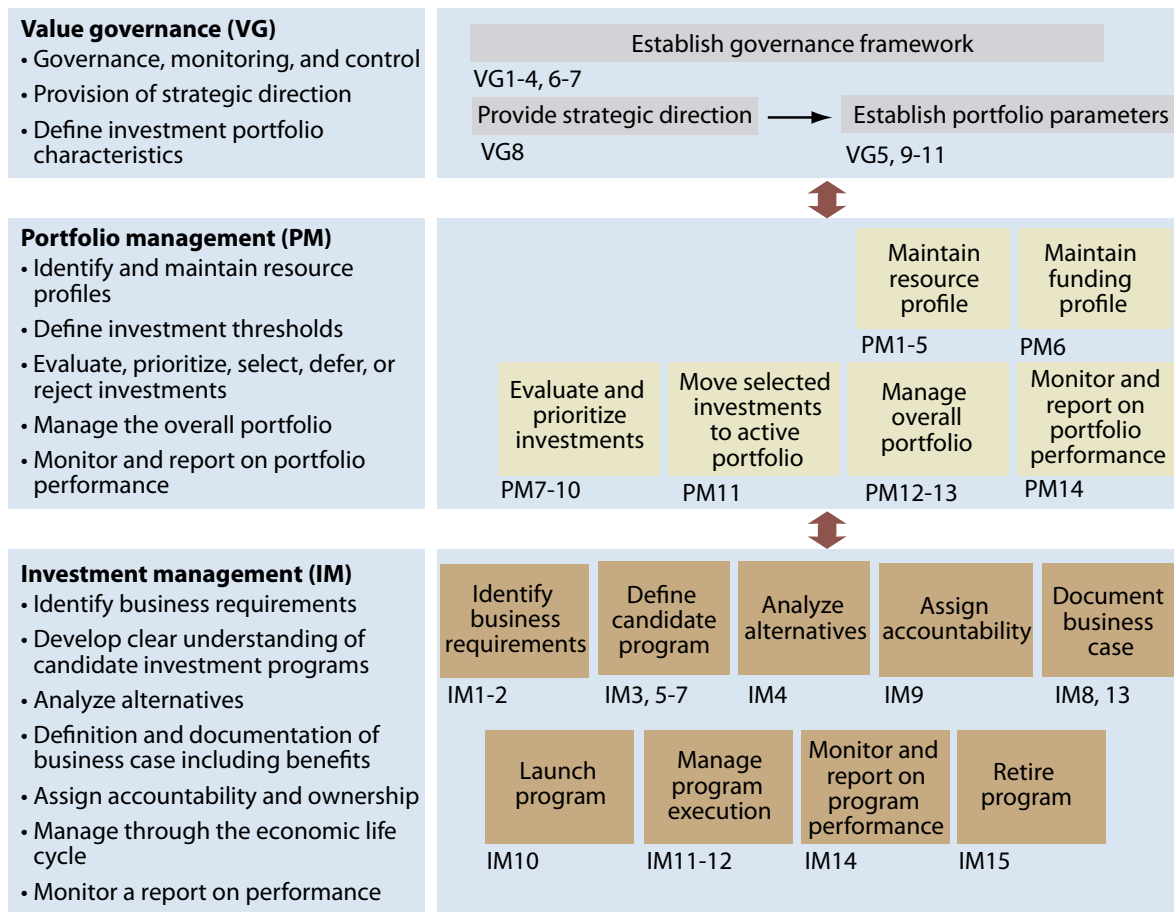 Value governance (VG)
• Governance, monitoring, and control
• Provision of strategic direction
• Define investment portfolio
characteristics
Establish governance framework
VG1-4, 6-7
Provide strategic direction
VG8
Establish portfolio parameters
VG5, 9-11
Portfolio management (PM)
• Identify and maintain resource
profiles
• Define investment thresholds
• Evaluate, prioritize, select, defer, or
reject investments
• Manage the overall portfolio
• Monitor and report on portfolio
performance
Maintain
resource
profile
PM1-5
Maintain
funding
profile
PM6
Evaluate and
prioritize
investments
PM7-10
Move selected
investments
to active
portfolio
PM11
Manage
overall
portfolio
PM12-13
Monitor and
report on
portfolio
performance
PM14
Investment management (IM)
• Identify business requirements
• Develop clear understanding of
candidate investment programs
• Analyze alternatives
• Definition and documentation of
business case including benefits
• Assign accountability and ownership
• Manage through the economic life
cycle
• Monitor a report on performance
Identify
business
requirements
IM1-2
Define
candidate
program
IM3, 5-7
Analyze
alternatives
IM4
Assign
accountability
IM9
Document
business
case
IM8, 13
Launch
program
IM10
Manage
program
execution
IM11-12
Monitor and
report on
program
performance
IM14
Retire
program
IM15